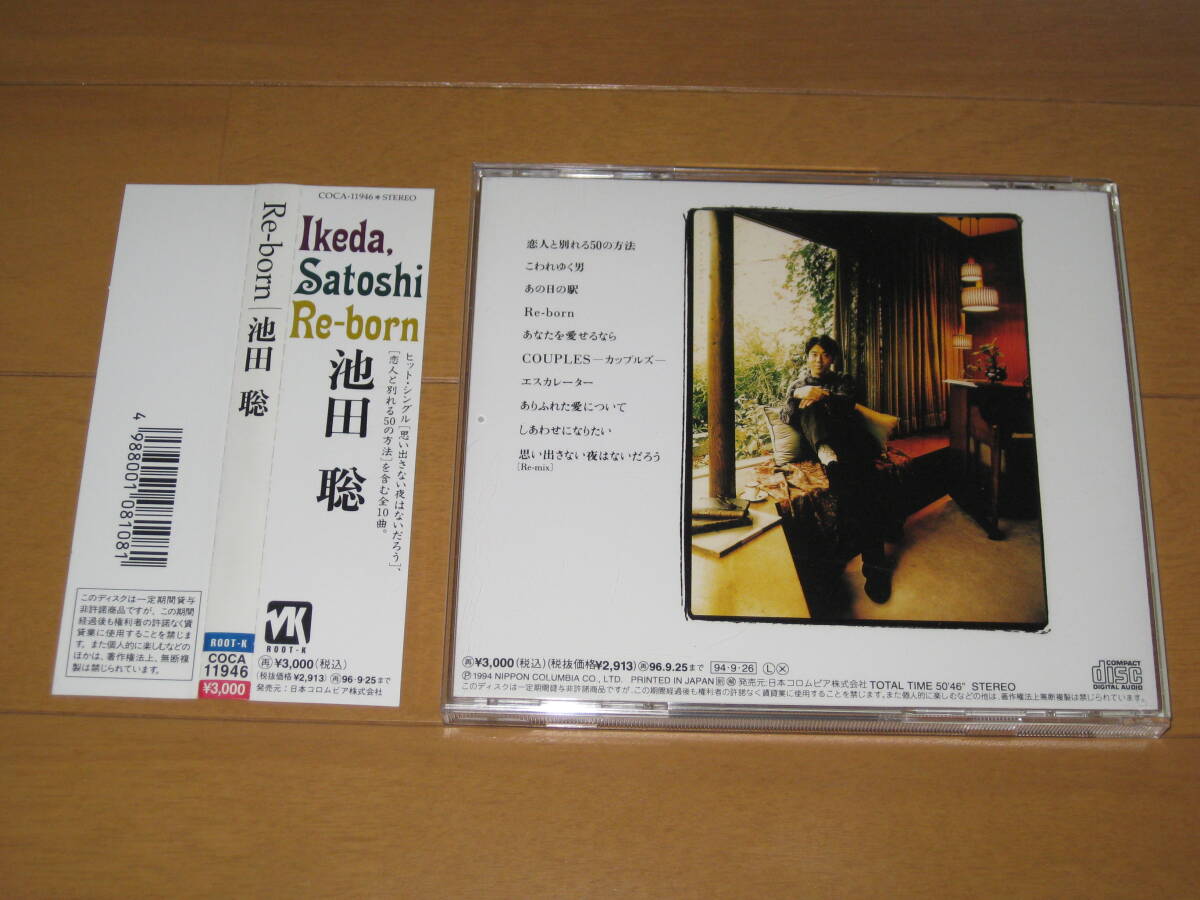 4 988001 081081
このディスクは一定期間貸与
非許諾商品ですが、この期間
経過後も権利者の許諾なく賃
貸業に使用することを禁じま
す。また個人的に楽しむなどの
ほかは、著作権法上、無断複
製は禁じられています。
Re-born
池田 聡
ROOT-K
COCA
11946
¥3,000
COCA-11946★STEREO
Ikeda,
Satoshi
Re-born
池田 聡
ヒット・シングル[思い出さない夜はないだろう]、
[恋人と別れる50の方法]を含む全10曲。
ROOT-K
再¥3,000(税込)
(税抜価格¥2,913)再96・9・25まで
発売元:日本コロムビア株式会社
恋人と別れる50の方法
こわれゆく男
あの日の駅
Re-born
あなたを愛せるなら
COUPLES—カップルズ—
エスカレーター
ありふれた愛について
しあわせになりたい
思い出さない夜はないだろう
[Re-mix]
再¥3,000(税込)(税抜価格¥2,913)再96.9.25まで 94・9・26 Ⓛ Ⓧ
Ⓟ1994 NIPPON COLUMBIA CO., LTD. PRINTED IN JAPAN 発売元:日本コロムビア株式会社 TOTAL TIME 50'46" STEREO
このディスクは一定期間貸与非許諾商品ですが、この期間経過後も権利者の許諾なく賃貸業に使用することを禁じます。また個人的に楽しむなどの他は、著作権法上無断複製は禁じられています。
COMPACT
disc
DIGITAL AUDIO